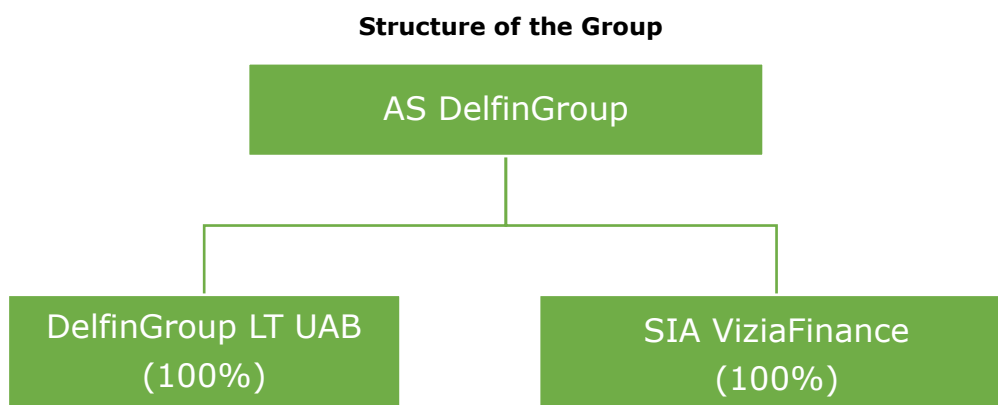 Structure of the Group
AS DelfinGroup
DelfinGroup LT UAB
(100%)
SIA ViziaFinance
(100%)